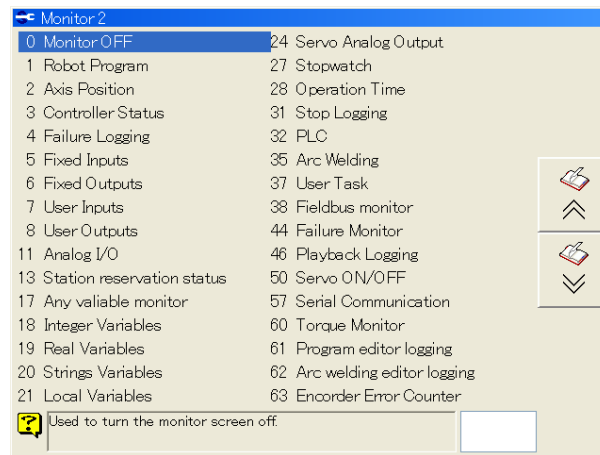 Monitor 2
0 Monitor OFF
1 Robot Program
2 Axis Position
3 Controller Status
4 Failure Logging
5 Fixed Inputs
6 Fixed Outputs
7 User Inputs
8 User Outputs
11 Analog I/O
13 Station reservation status
17 Any valiable monitor
18 Integer Variables
19 Real Variables
20 Strings Variables
21 Local Variables
24 Servo Analog Output
27 Stopwatch
28 Operation Time
31 Stop Logging
32 PLC
35 Arc Welding
37 User Task
38 Fieldbus monitor
44 Failure Monitor
46 Playback Logging
50 Servo ON/OFF
57 Serial Communication
60 Torque Monitor
61 Program editor logging
62 Arc welding editor logging
63 Encorder Error Counter
Used to turn the monitor screen off.